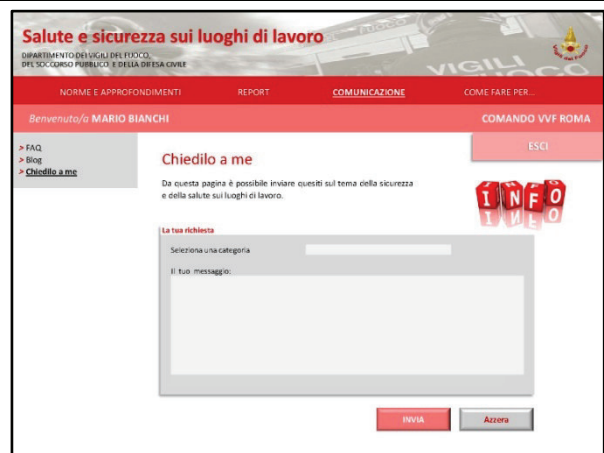 Salute e sicurezza sui luoghi di lavoro
DIPARTIMENTO DEI VIGILI DEL FUOCO,
DEL SOCCORSO PUBBLICO E DELLA DIFESA CIVILE
VIGILI
FUOCO
NORME E APPROFONDIMENTI REPORT COMUNICAZIONE COME FARE PER...
Benvenuto/a MARIO BIANCHI COMANDO VVF ROMA
ESCI
> FAQ
> Blog
> Chiedilo a me
Chiedilo a me
Da questa pagina è possibile inviare quesiti sul tema della sicurezza
e della salute sui luoghi di lavoro.
INFO
La tua richiesta
Seleziona una categoria
Il tuo messaggio:
INVIA Azzera